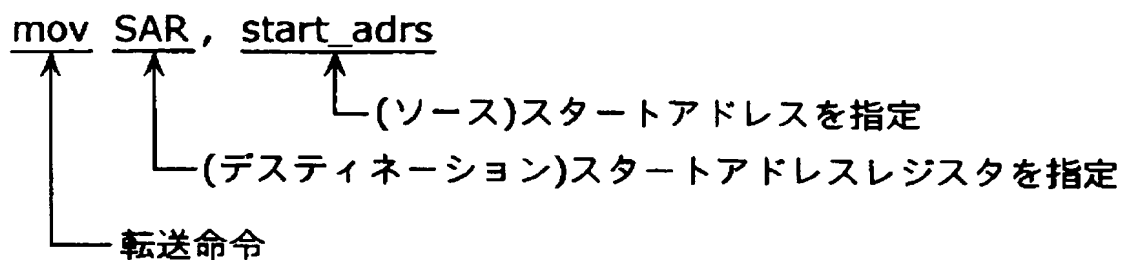 mov SAR, start_adrs
(ソース)スタートアドレスを指定
(デスティネーション)スタートアドレスレジスタを指定
転送命令